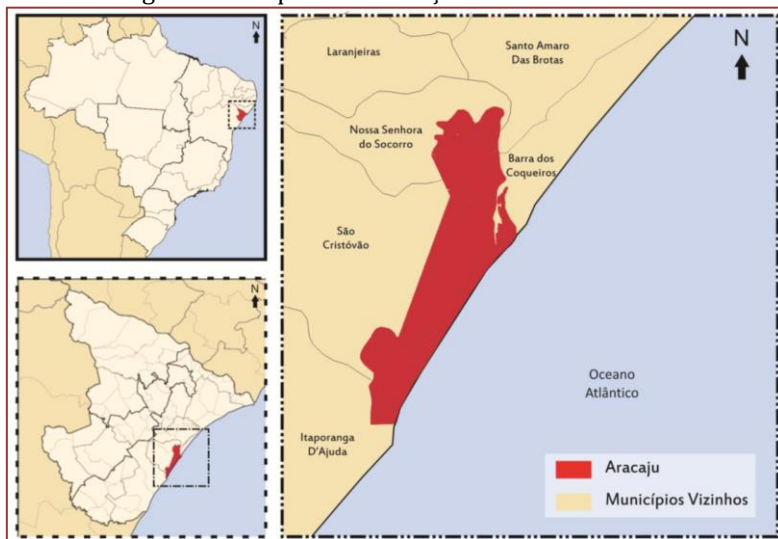 N
N
Laranjeiras
Santo Amaro
Das Brotas
N
Nossa Senhora
do Socorro
Barra dos
Coqueiros
São
Cristóvão
Oceano
Atlântico
Itaporanga
D'Ajuda
Aracaju
Municípios Vizinhos